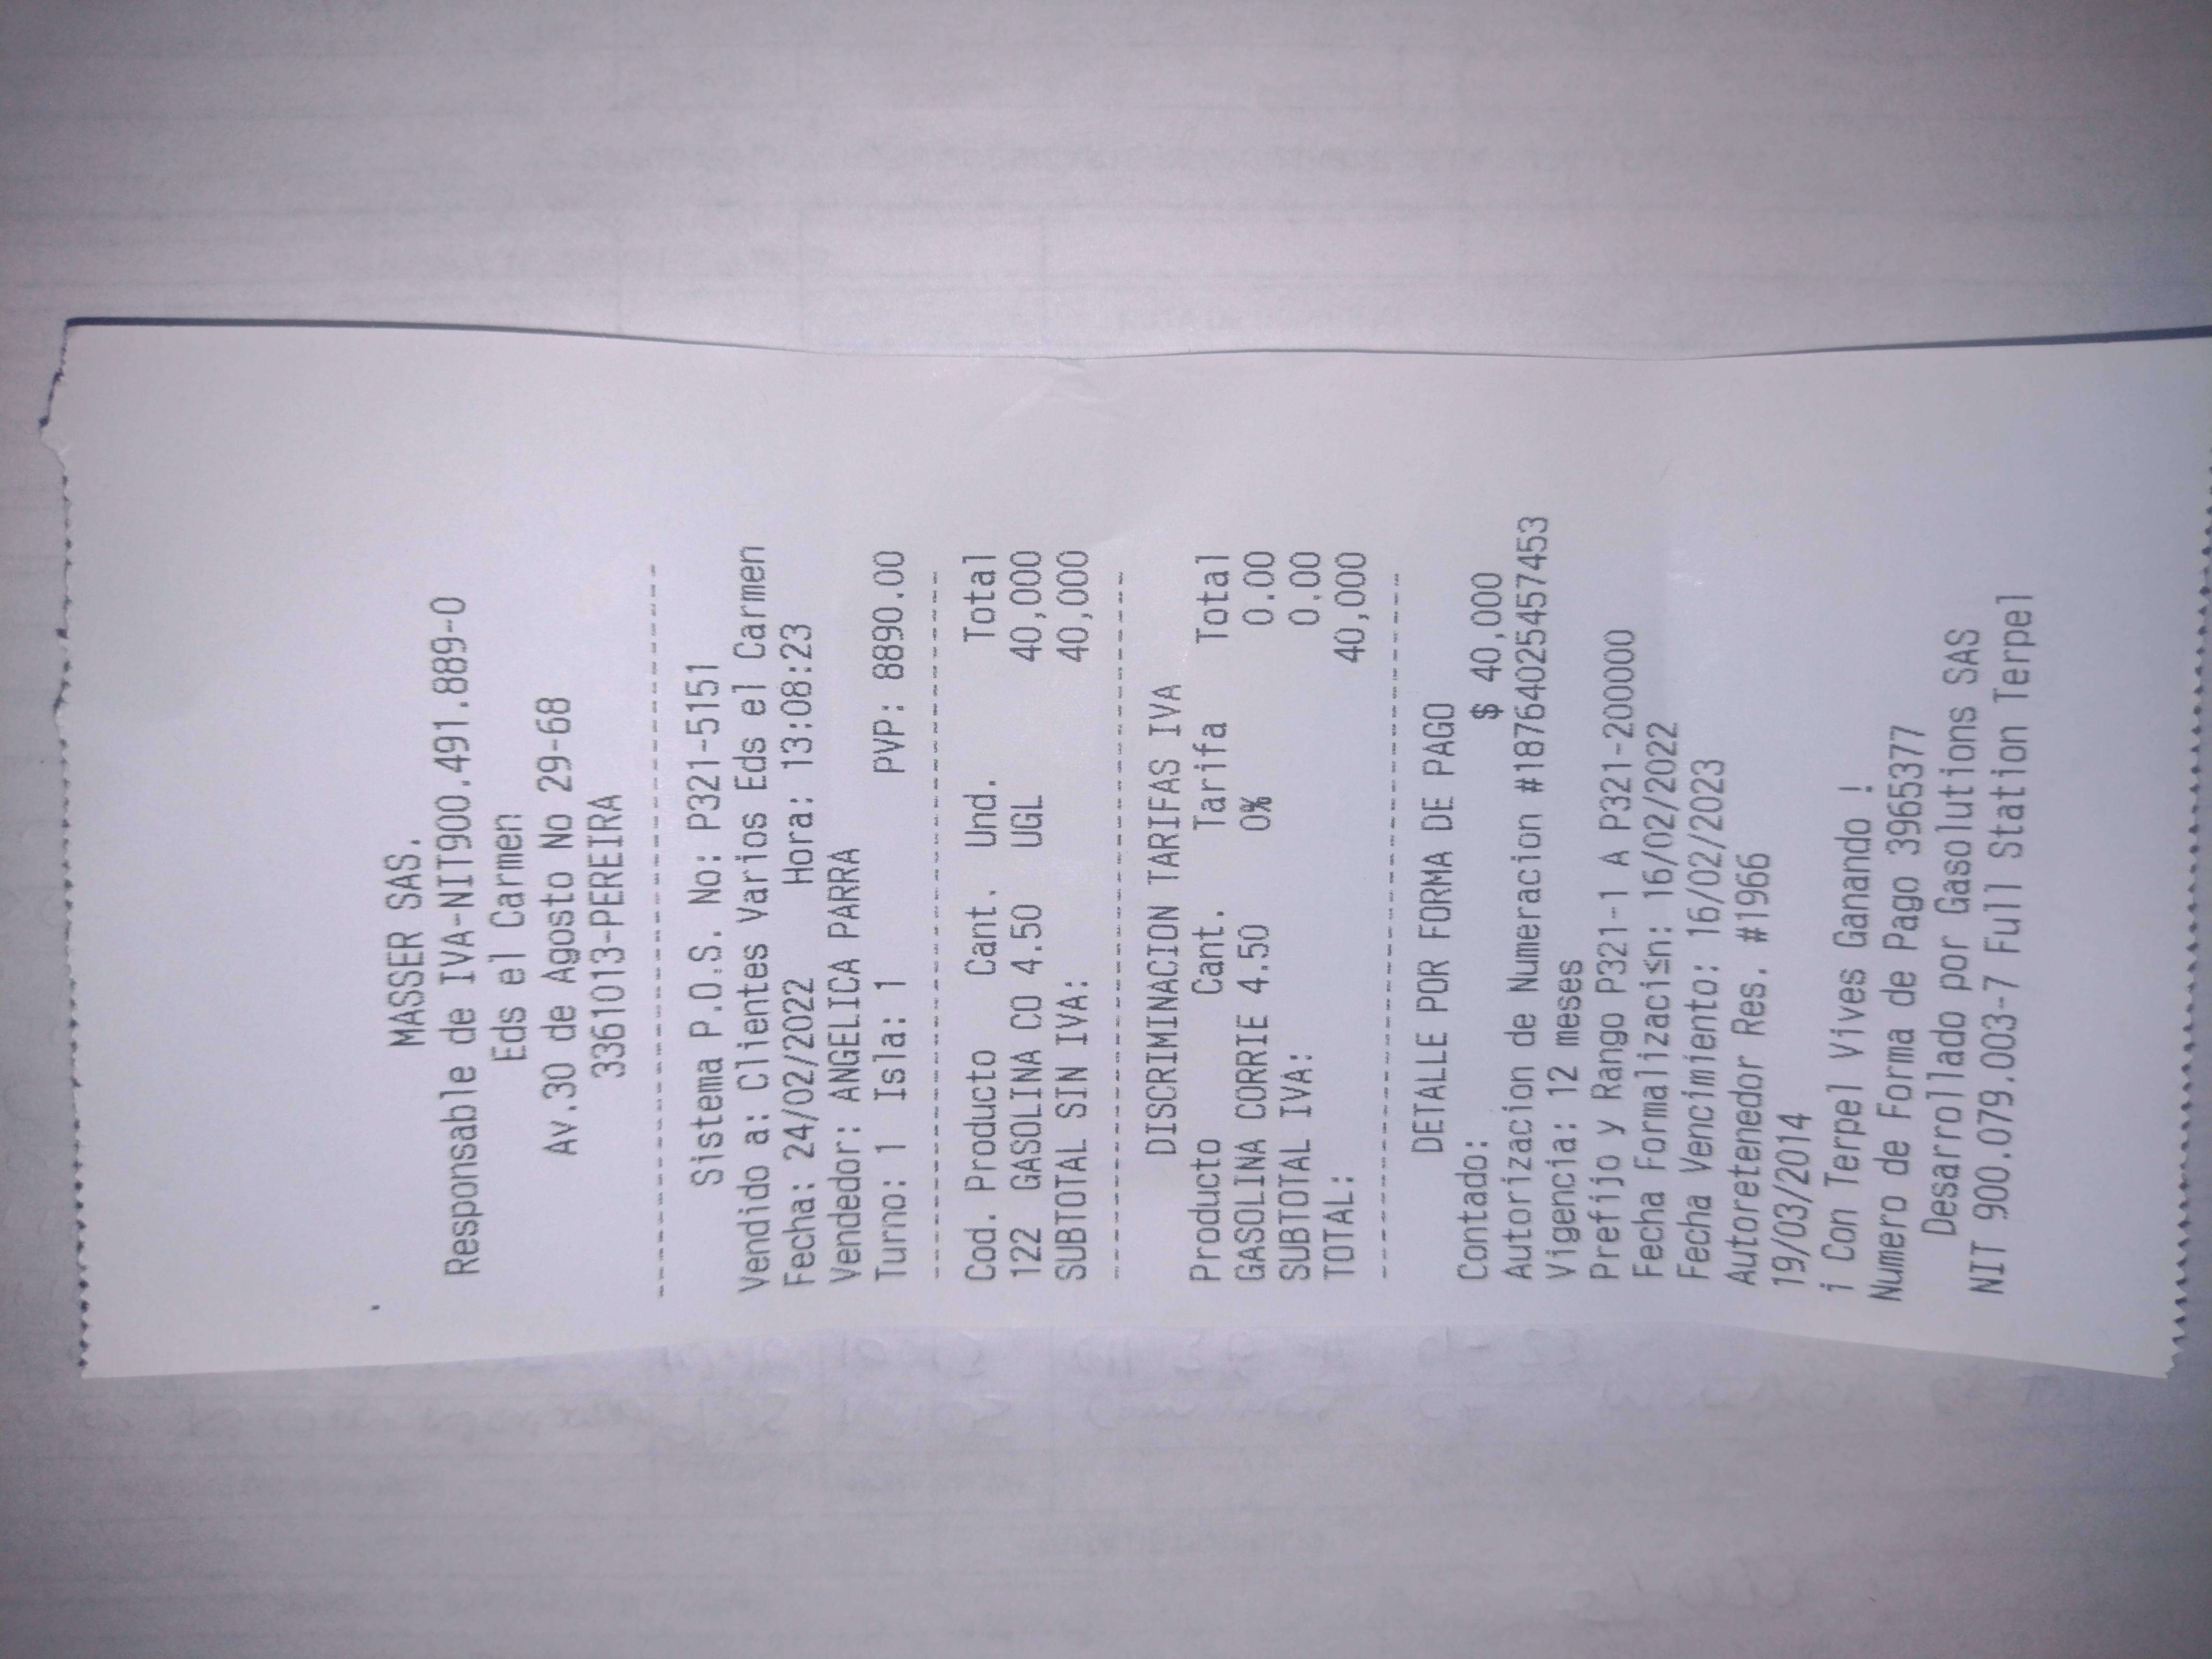 MASSER SAS.
Responsable de IVA-NIT900.491.889-0
Eds el Carmen
Av.30 de Agosto No 29-68
3361013-PEREIRA
Sistema P.O.S. No: P321-5151
Vendido a: Clientes Varios Eds el Carmen
Fecha: 24/02/2022 Hora: 13:08:23
Vendedor: ANGELICA PARRA
Turno: 1 Isla: 1 PVP: 8890.00
Cod. Producto Cant. Und. Total
122 GASOLINA CO 4.50 UGL 40,000
SUBTOTAL SIN IVA: 40,000
DISCRIMINACION TARIFAS IVA
Producto Cant. Tarifa Total
GASOLINA CORRIE 4.50 0% 0.00
SUBTOTAL IVA: 0.00
TOTAL: 40,000
DETALLE POR FORMA DE PAGO
Contado: $ 40,000
Autorizacion de Numeracion #18764025457453
Vigencia: 12 meses
Prefijo y Rango P321-1 A P321-200000
Fecha Formalizaci≤n: 16/02/2022
Fecha Vencimiento: 16/02/2023
Autoretenedor Res. #1966
19/03/2014
¡ Con Terpel Vives Ganando !
Numero de Forma de Pago 3965377
Desarrollado por Gasolutions SAS
NIT 900.079.003-7 Full Station Terpel